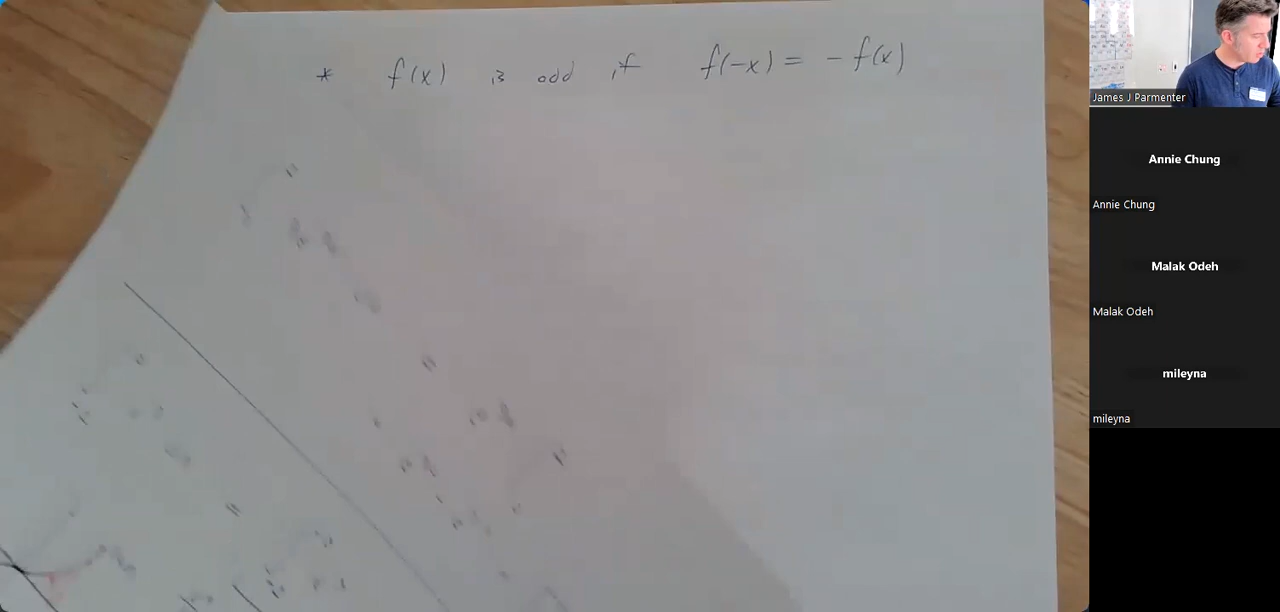 * f(x) is odd if f(-x) = - f(x)
James J Parmenter
Annie Chung
Annie Chung
Malak Odeh
Malak Odeh
mileyna
mileyna